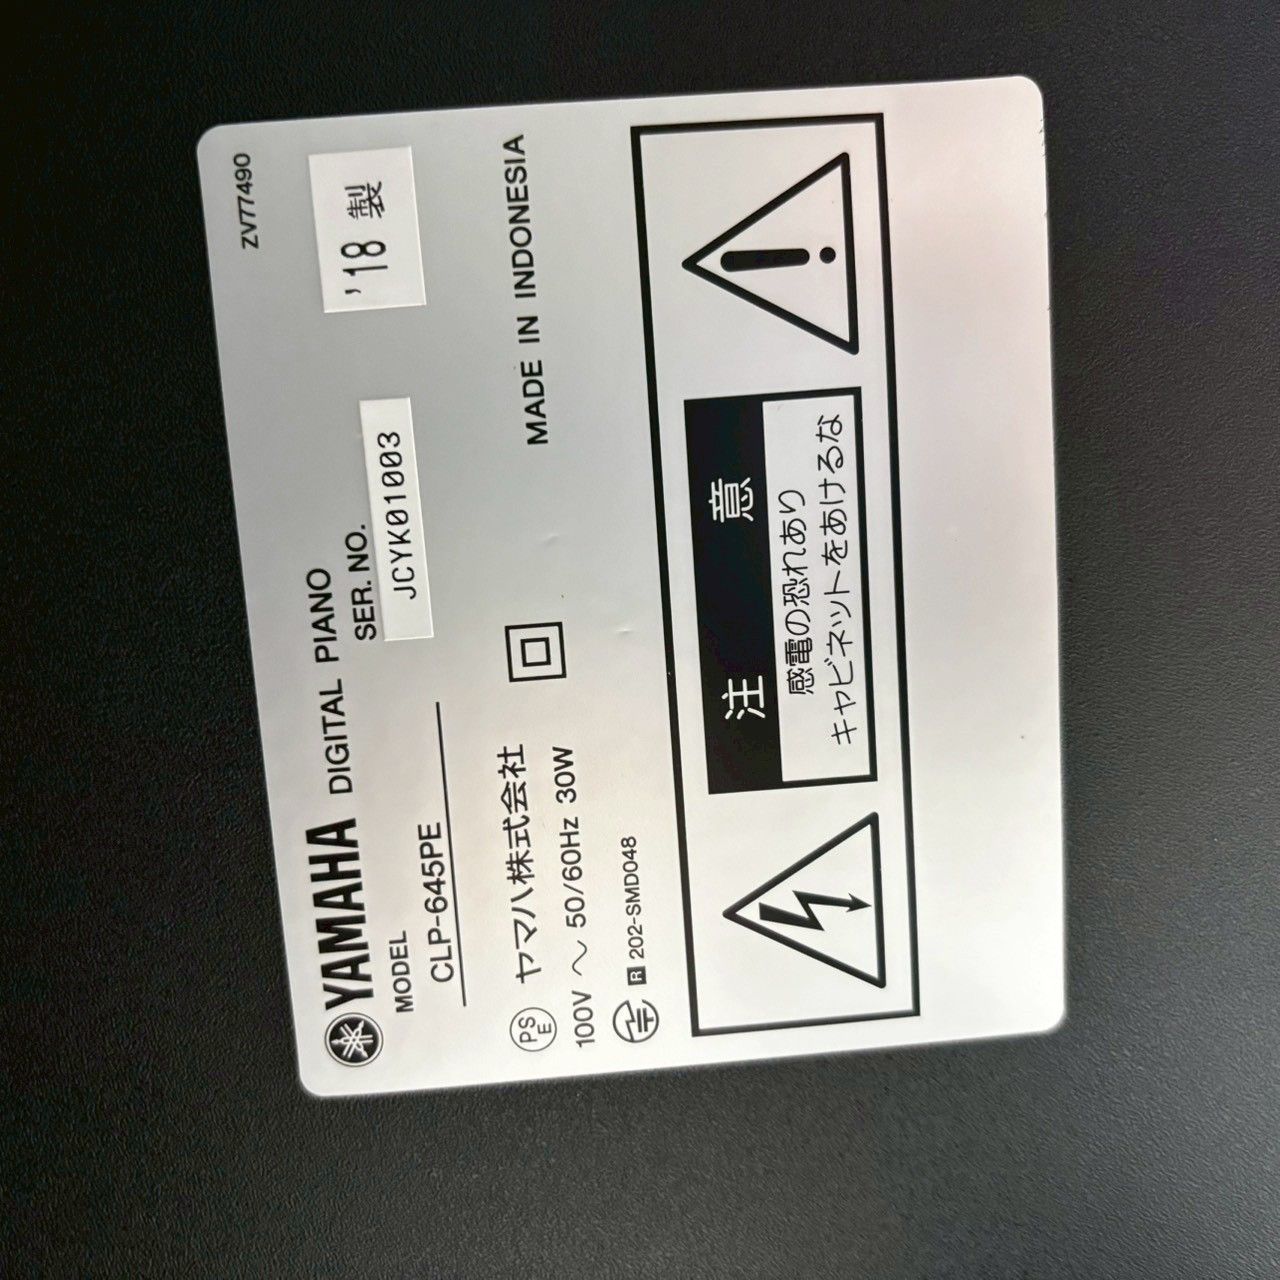 ZV77490
YAMAHA DIGITAL PIANO
MODEL
CLP-645PE
SER. NO.
JCYK01003
'18 製
PSE ヤマハ株式会社
100V ～ 50/60Hz 30W
MADE IN INDONESIA
R 202-SMD048
注意
感電の恐れあり
キャビネットをあけるな